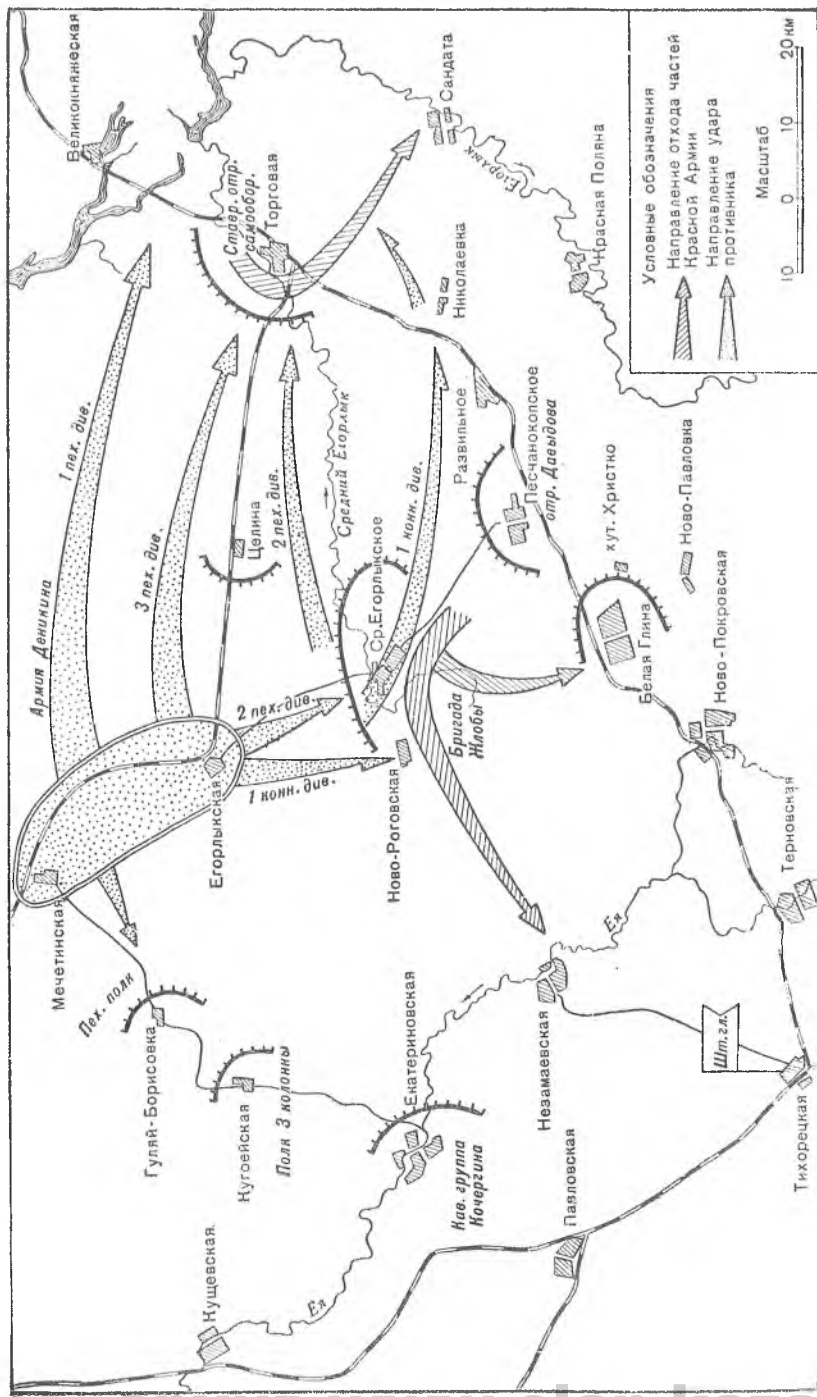 Великокняжеская
Ставр. отр.
самообор.
Торговая
Сандата
Егорлык
Красная Поляна
Николаевка
Развильное
Песчанокопское
отр. Давыдова
1 пех. див.
Армия Деникина
3 пех. див.
Целина
2 пех. див.
Средний Егорлык
1 конн. див.
Ср. Егорлыкское
2 пех. див.
1 конн. див.
Егорлыкская
Мечетинская
Ново-Роговская
Бригада
Жлобы
хут. Христко
Ново-Павловка
Белая Глина
Ново-Покровская
Терновская
Пех. полк
Гуляй-Борисовка
Кугоейская
Полк 3 колонны
Екатериновская
Кав. группа
Кочергина
Незамаевская
Ея
Шт. гл.
Тихорецкая
Павловская
Кущевская
Ея
Условные обозначения
Направление отхода частей
Красной Армии
Направление удара
противника
Масштаб
10 0 10 20 км